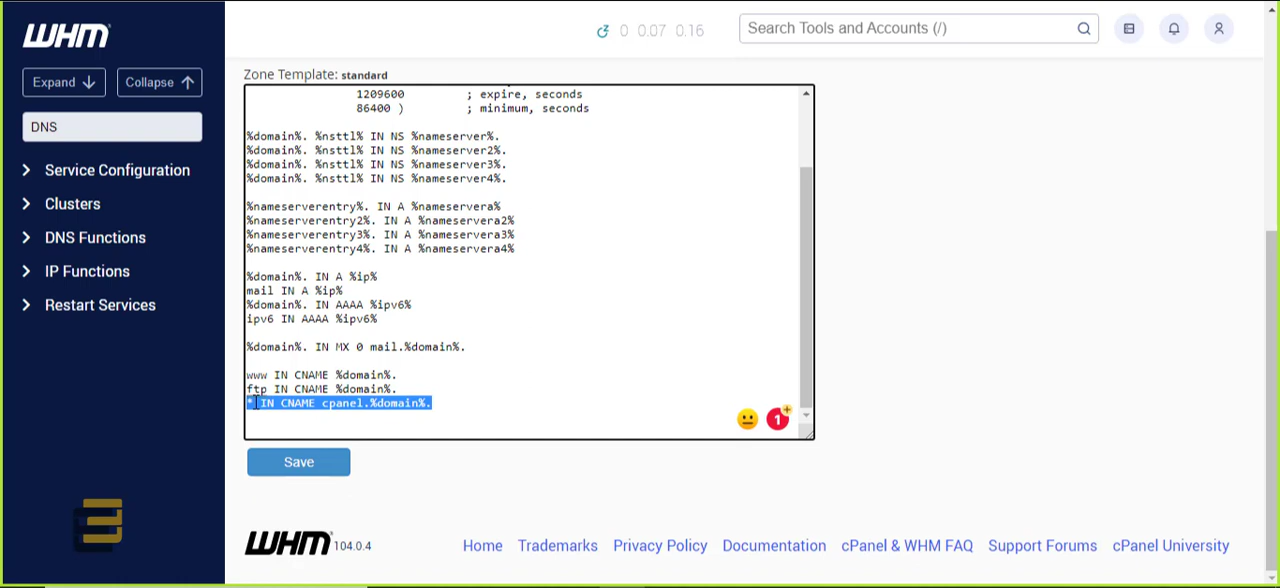 WHM
0 0.07 0.16
Search Tools and Accounts (/)
Expand
Collapse
DNS
Service Configuration
Clusters
DNS Functions
IP Functions
Restart Services
Zone Template: standard
1209600 ; expire, seconds
86400 ) ; minimum, seconds
%domain%. %nsttl% IN NS %nameserver%.
%domain%. %nsttl% IN NS %nameserver2%.
%domain%. %nsttl% IN NS %nameserver3%.
%domain%. %nsttl% IN NS %nameserver4%.
%nameserverentry%. IN A %nameservera%
%nameserverentry2%. IN A %nameservera2%
%nameserverentry3%. IN A %nameservera3%
%nameserverentry4%. IN A %nameservera4%
%domain%. IN A %ip%
mail IN A %ip%
%domain%. IN AAAA %ipv6%
ipv6 IN AAAA %ipv6%
%domain%. IN MX 0 mail.%domain%.
www IN CNAME %domain%.
ftp IN CNAME %domain%.
* IN CNAME cpanel.%domain%.
1
Save
WHM 104.0.4
Home Trademarks Privacy Policy Documentation cPanel & WHM FAQ Support Forums cPanel University